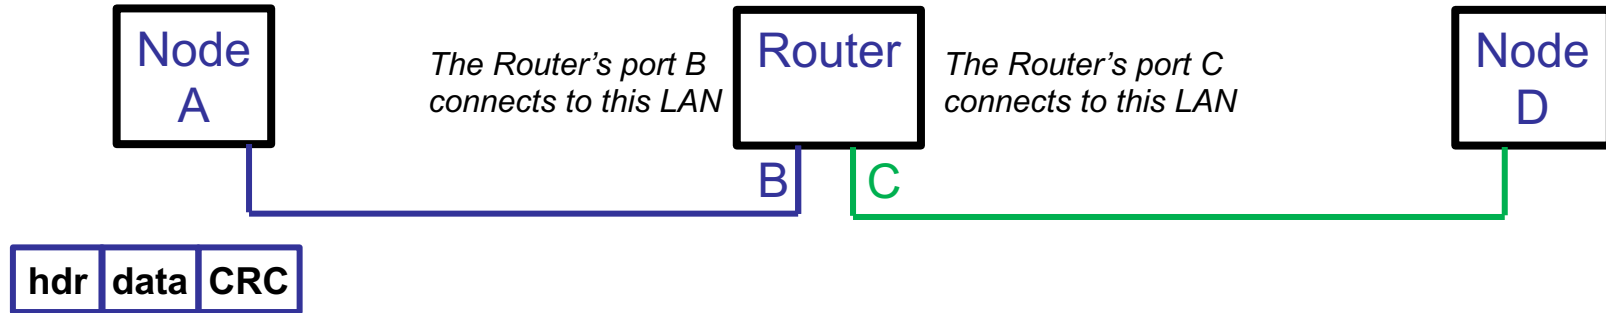 Node
A
The Router's port B
connects to this LAN
Router
The Router's port C
connects to this LAN
Node
D
B
C
hdr data CRC